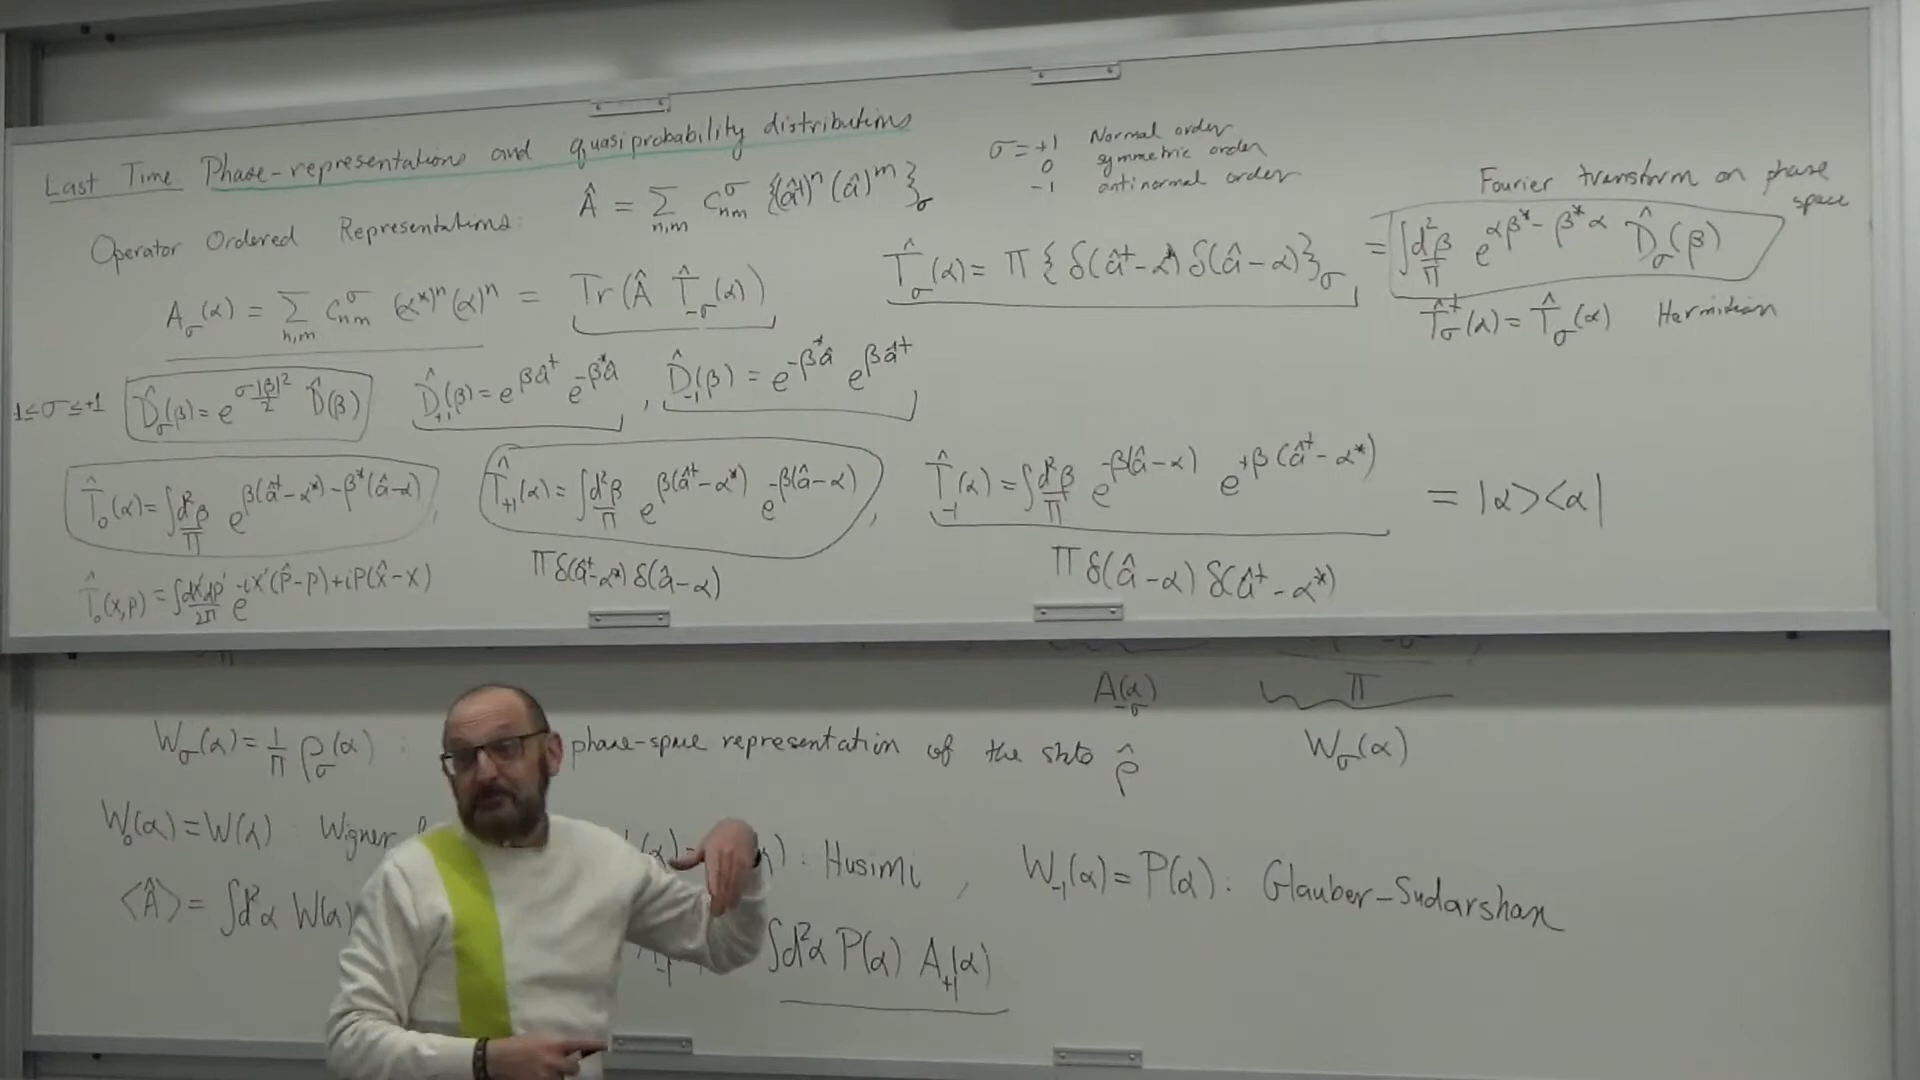 Last Time Phase-representations and quasiprobability distributions
σ = +1 Normal order
0 symmetric order
-1 antinormal order
Operator Ordered Representations: Â = Σ_{n,m} C^σ_{nm} {(â†)^n (â)^m}_σ
Fourier transform on phase space
A_σ(α) = Σ_{n,m} C^σ_{nm} (α*)^n (α)^n = Tr(Â T̂_{-σ}(α))
T̂_σ(α) = π {δ(â†-α*) δ(â-α)}_σ = ∫ d²β/π e^{αβ* - β*α} D̂_σ(β)
T̂†_σ(α) = T̂_σ(α) Hermitian
1 ≤ σ ≤ +1 D̂_σ(β) = e^{σ|β|²/2} D̂(β) D̂_{+1}(β) = e^{βâ†} e^{-β*â} , D̂_{-1}(β) = e^{-β*â} e^{βâ†}
T̂_0(α) = ∫ d²β/π e^{β(â†-α*) - β*(â-α)} , T̂_{+1}(α) = ∫ d²β/π e^{β(â†-α*)} e^{-β(â-α)} , T̂_{-1}(α) = ∫ d²β/π e^{-β(â-α)} e^{+β(â†-α*)} = |α><α|
T̂_0(x,p) = ∫ dx'dp'/2π e^{-ix'(p̂-p)+iP(x̂-x)}
π δ(â†-α*) δ(â-α)
π δ(â-α) δ(â†-α*)
A_{-σ}(α) π
W_σ(α) = 1/π ρ_σ(α) : phase-space representation of the state ρ̂ W_σ(α)
W_0(α) = W(α) : Wigner (α) : Husimi , W_{-1}(α) = P(α) : Glauber-Sudarshan
<Â> = ∫d²α W(α)
∫d²α P(α) A_{+1}(α)